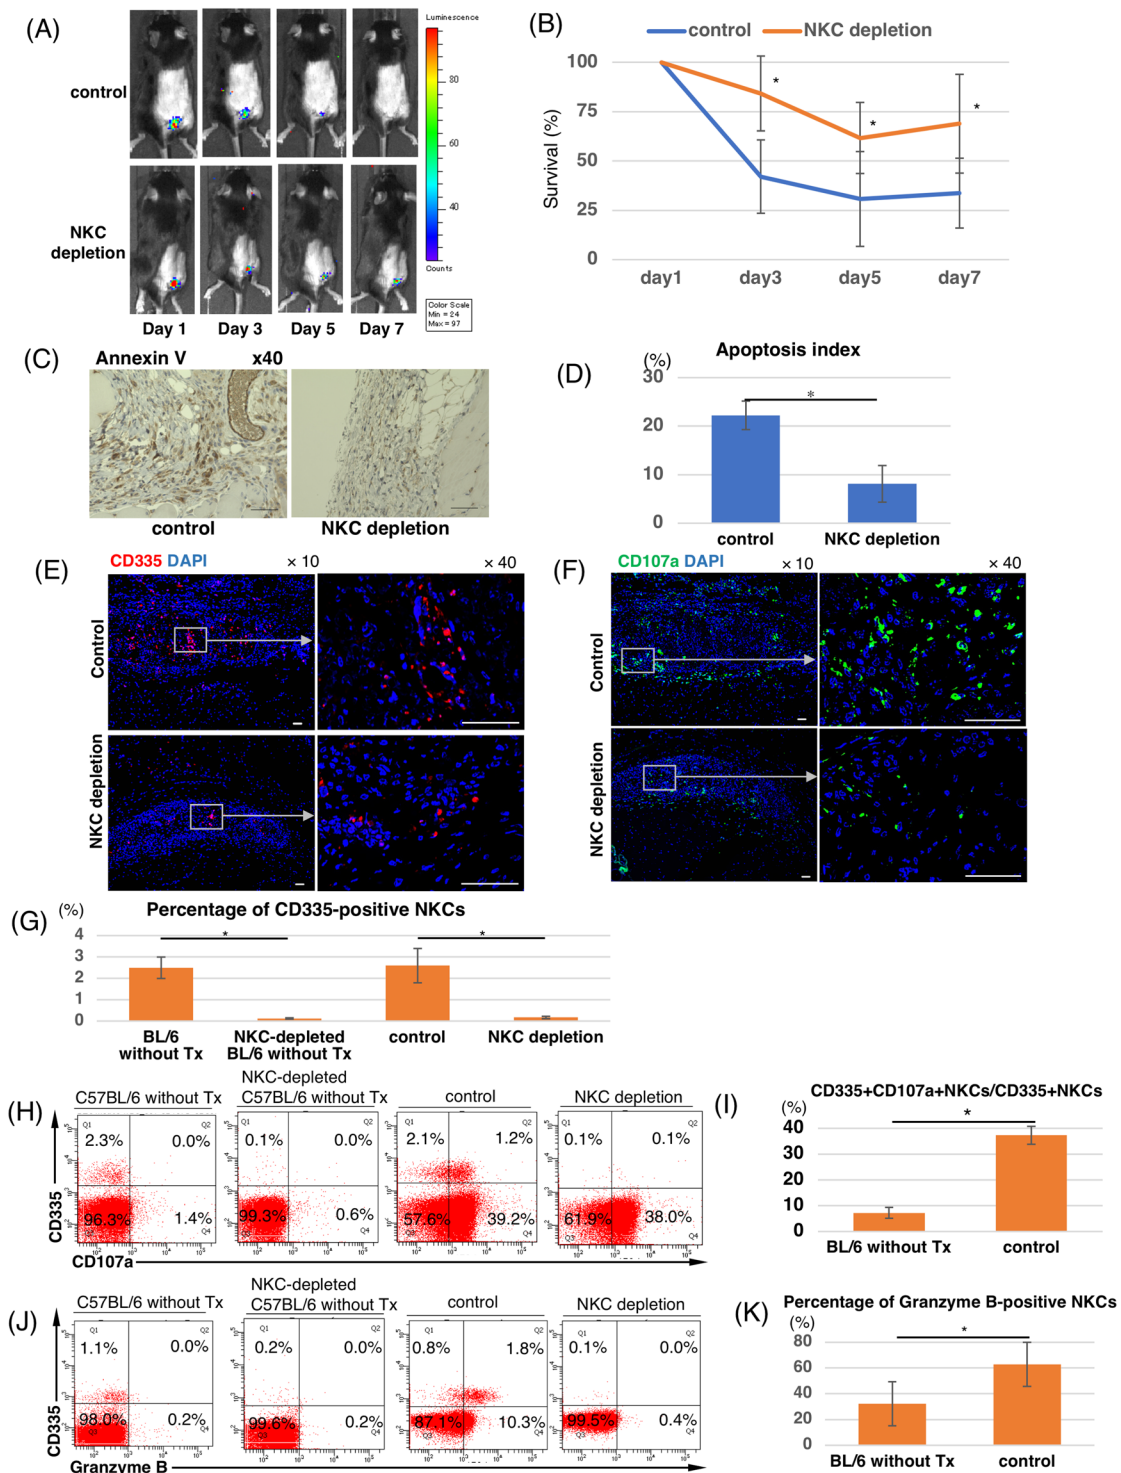 (A)
Luminescence
80
60
40
Counts
Color Scale
Min = 24
Max = 97
control
NKC
depletion
Day 1 Day 3 Day 5 Day 7
(B)
control NKC depletion
Survival (%)
100
75
50
25
0
* * *
day1 day3 day5 day7
(C)
Annexin V x40
control NKC depletion
(D)
Apoptosis index
(%)
30
20
10
0
*
control NKC depletion
(E)
CD335 DAPI × 10 × 40
Control
NKC depletion
(F)
CD107a DAPI × 10 × 40
Control
NKC depletion
(G)
(%) Percentage of CD335-positive NKCs
4
3
2
1
0
* *
BL/6 NKC-depleted control NKC depletion
without Tx BL/6 without Tx
(H)
NKC-depleted
C57BL/6 without Tx C57BL/6 without Tx control NKC depletion
Q1 Q2
2.3% 0.0% 0.1% 0.0% 2.1% 1.2% 0.1% 0.1%
96.3% 1.4% 99.3% 0.6% 57.6% 39.2% 61.9% 38.0%
Q4
CD335
CD107a
(I)
CD335+CD107a+NKCs/CD335+NKCs
(%)
40
30
20
10
0
*
BL/6 without Tx control
(J)
NKC-depleted
C57BL/6 without Tx C57BL/6 without Tx control NKC depletion
Q1 Q2
1.1% 0.0% 0.2% 0.0% 0.8% 1.8% 0.1% 0.0%
98.0% 0.2% 99.6% 0.2% 87.1% 10.3% 99.5% 0.4%
Q3 Q4
CD335
Granzyme B
(K)
Percentage of Granzyme B-positive NKCs
(%)
80
60
40
20
0
*
BL/6 without Tx control